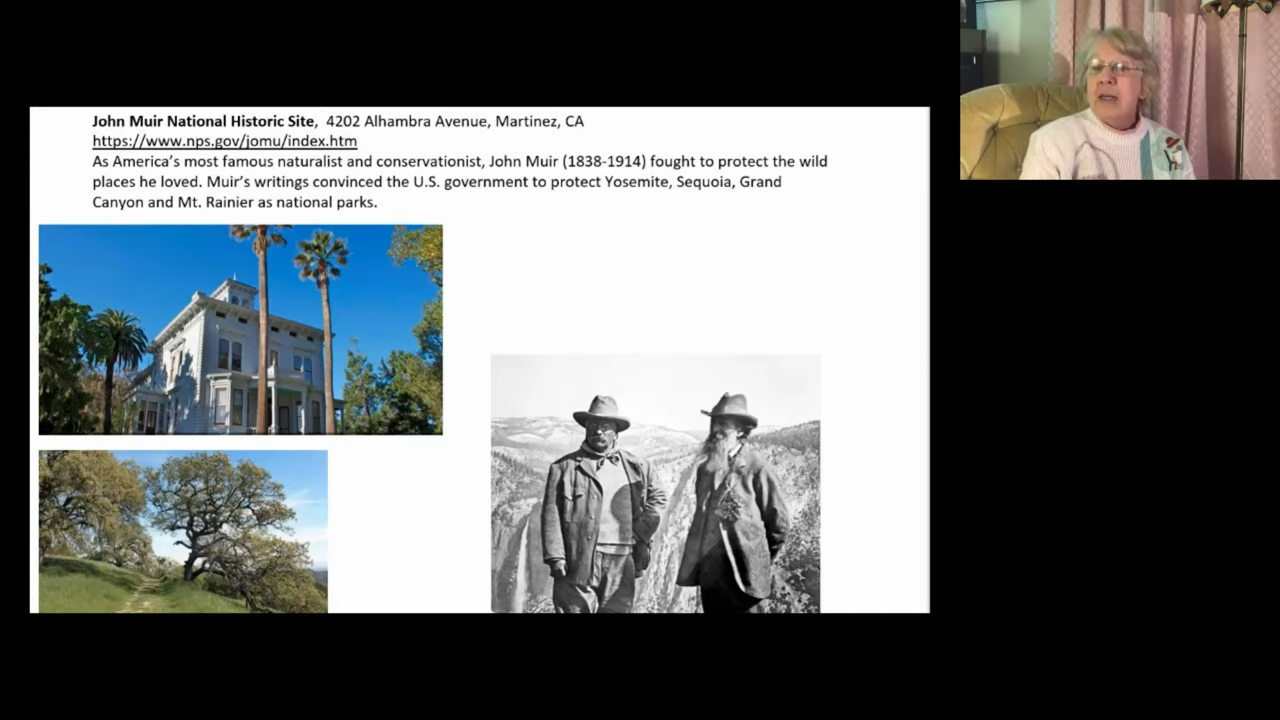 John Muir National Historic Site, 4202 Alhambra Avenue, Martinez, CA
https://www.nps.gov/jomu/index.htm
As America's most famous naturalist and conservationist, John Muir (1838-1914) fought to protect the wild
places he loved. Muir's writings convinced the U.S. government to protect Yosemite, Sequoia, Grand
Canyon and Mt. Rainier as national parks.